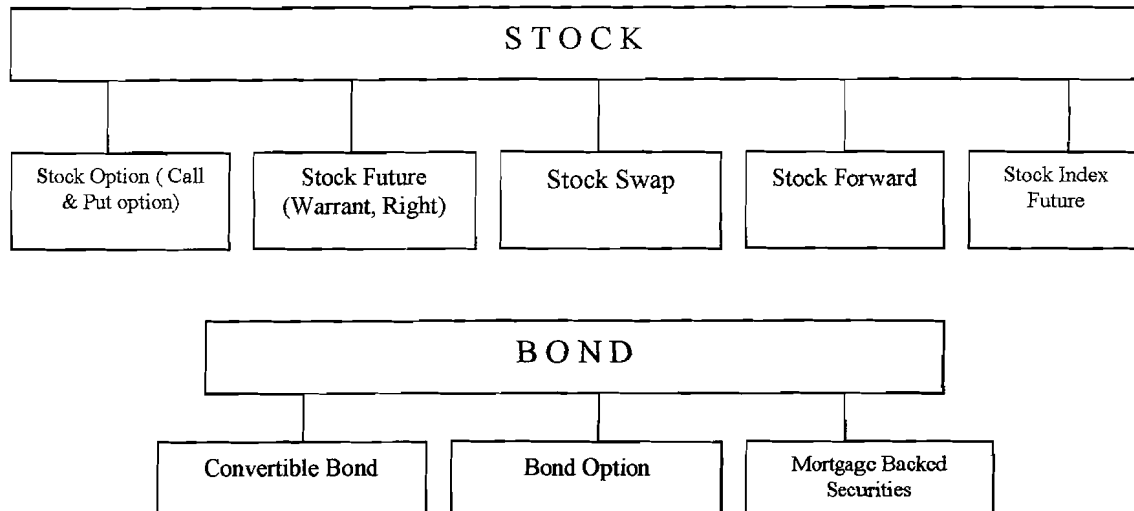 S T O C K
Stock Option ( Call
& Put option)
Stock Future
(Warrant, Right)
Stock Swap
Stock Forward
Stock Index
Future
B O N D
Convertible Bond
Bond Option
Mortgage Backed
Securities